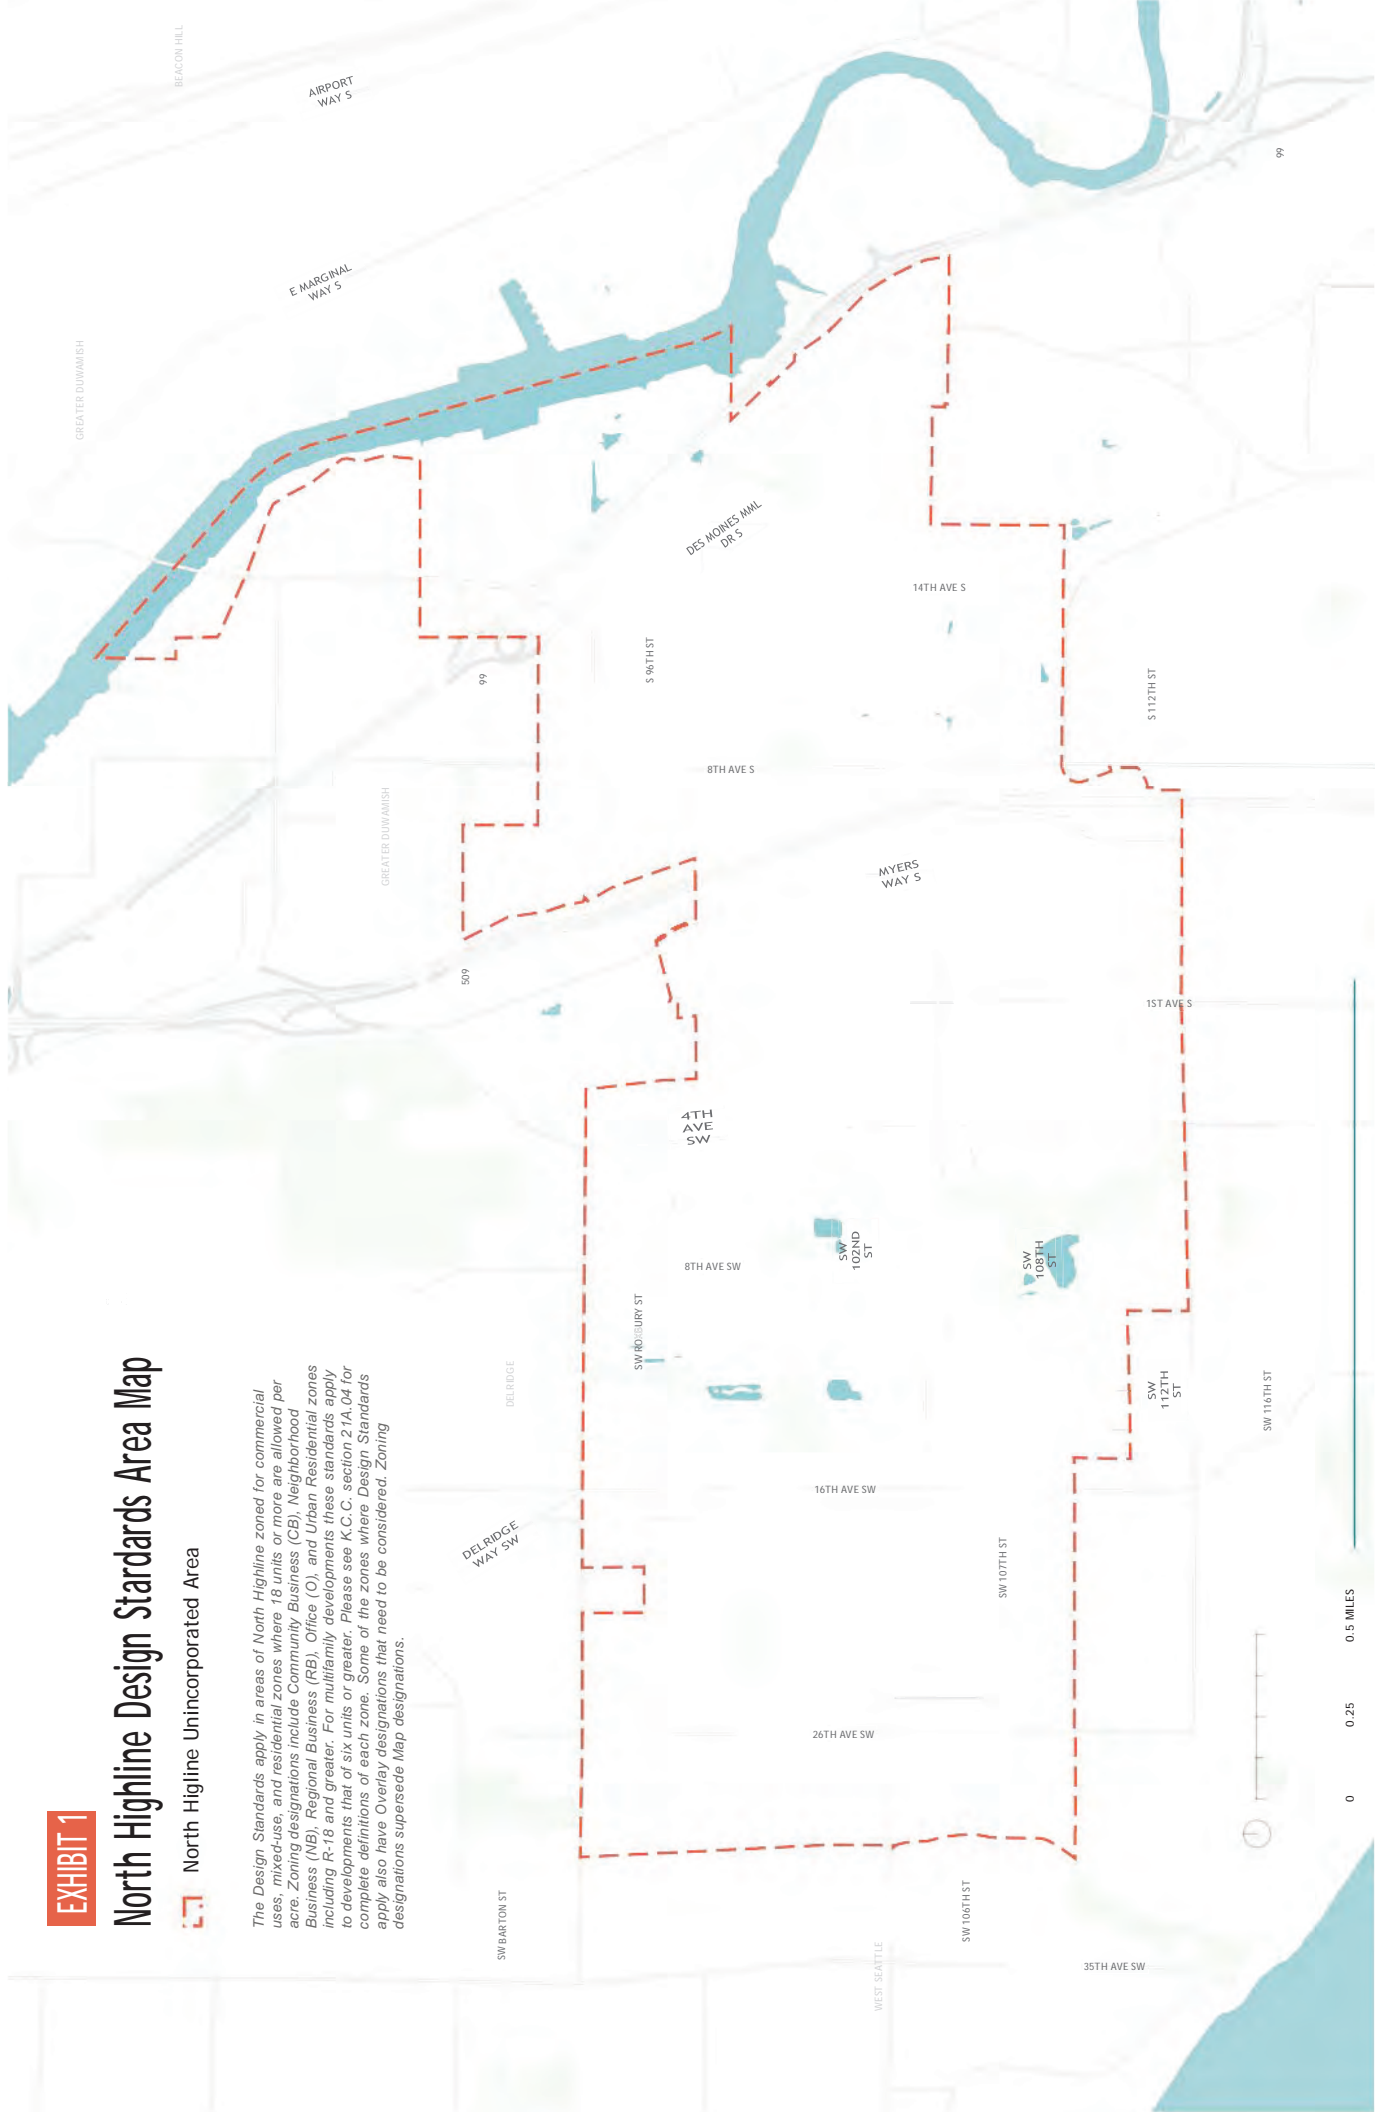 EXHIBIT 1
North Highline Design Stardards Area Map
North Higline Unincorporated Area
The Design Standards apply in areas of North Highline zoned for commercial
uses, mixed-use, and residential zones where 18 units or more are allowed per
acre. Zoning designations include Community Business (CB), Neighborhood
Business (NB), Regional Business (RB), Office (O), and Urban Residential zones
including R-18 and greater. For multifamily developments these standards apply
to developments that of six units or greater. Please see K.C.C. section 21A.04 for
complete definitions of each zone. Some of the zones where Design Standards
apply also have Overlay designations that need to be considered. Zoning
designations supersede Map designations.
BEACON HILL
AIRPORT
WAY S
E MARGINAL
WAY S
GREATER DUWAMISH
99
DES MOINES MML
DR S
14TH AVE S
S 96TH ST
99
S 112TH ST
8TH AVE S
GREATER DUWAMISH
MYERS
WAY S
509
1ST AVE S
4TH
AVE
SW
8TH AVE SW
SW
102ND
ST
SW
108TH
ST
SW ROXBURY ST
DELRIDGE
SW
112TH
ST
SW 116TH ST
16TH AVE SW
DELRIDGE
WAY SW
SW 107TH ST
26TH AVE SW
SW BARTON ST
SW 106TH ST
WEST SEATTLE
35TH AVE SW
0
0.25
0.5 MILES